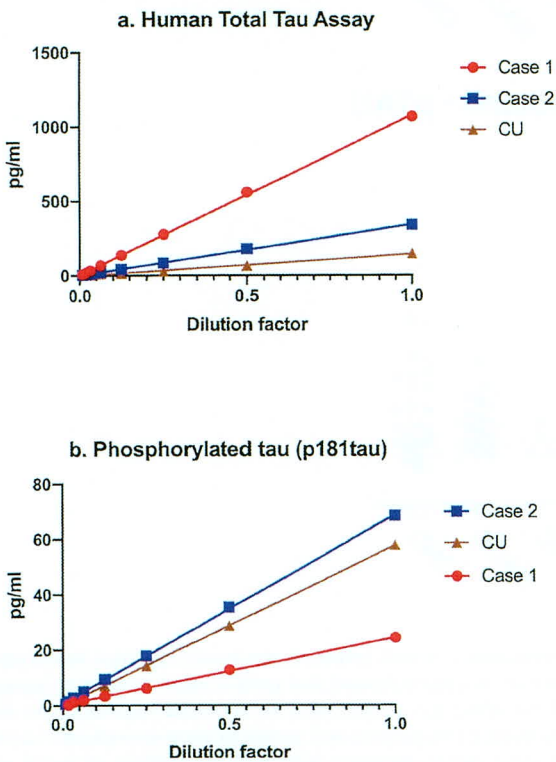 a. Human Total Tau Assay
1500
1000
500
0
pg/ml
0.0 0.5 1.0
Dilution factor
Case 1
Case 2
CU
b. Phosphorylated tau (p181tau)
80
60
40
20
0
pg/ml
0.0 0.5 1.0
Dilution factor
Case 2
CU
Case 1